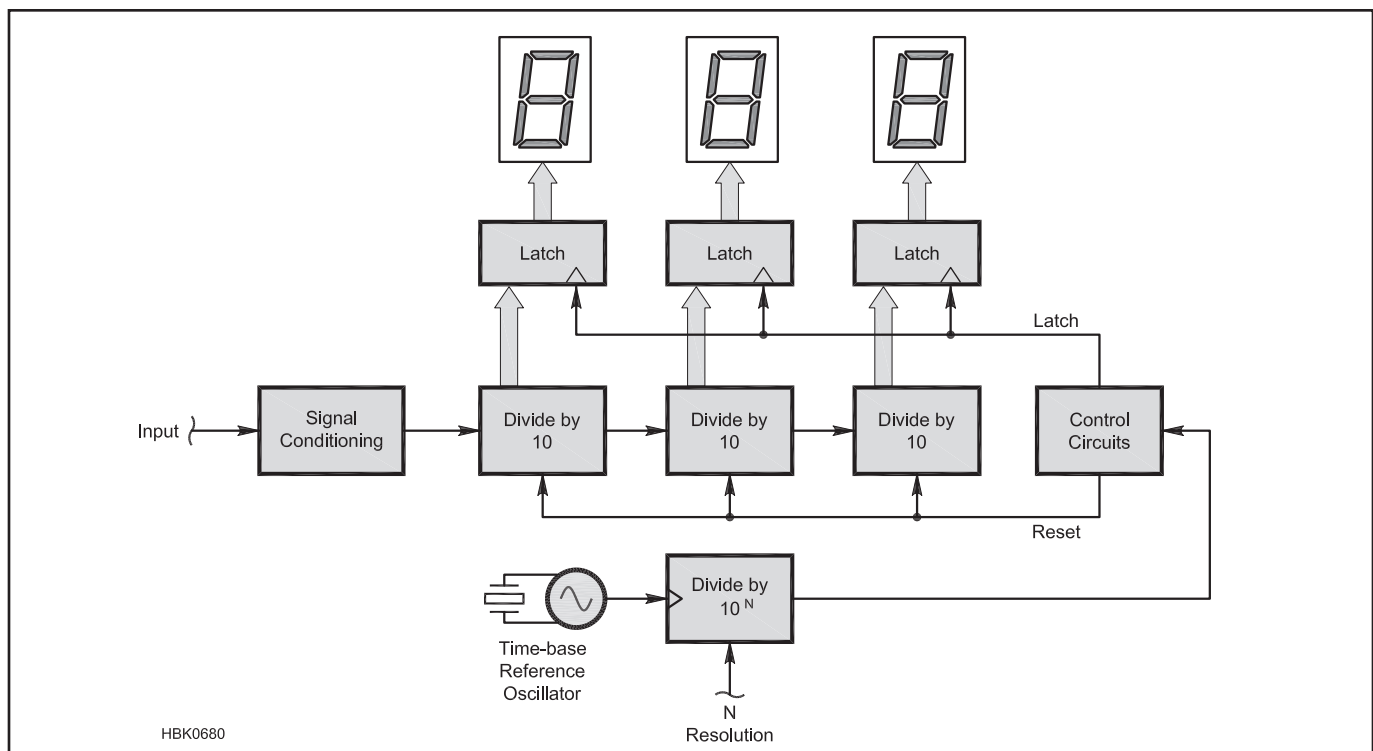 Latch
Latch
Latch
Latch
Input
Signal
Conditioning
Divide by
10
Divide by
10
Divide by
10
Control
Circuits
Reset
Divide by
10 N
Time-base
Reference
Oscillator
N
Resolution
HBK0680